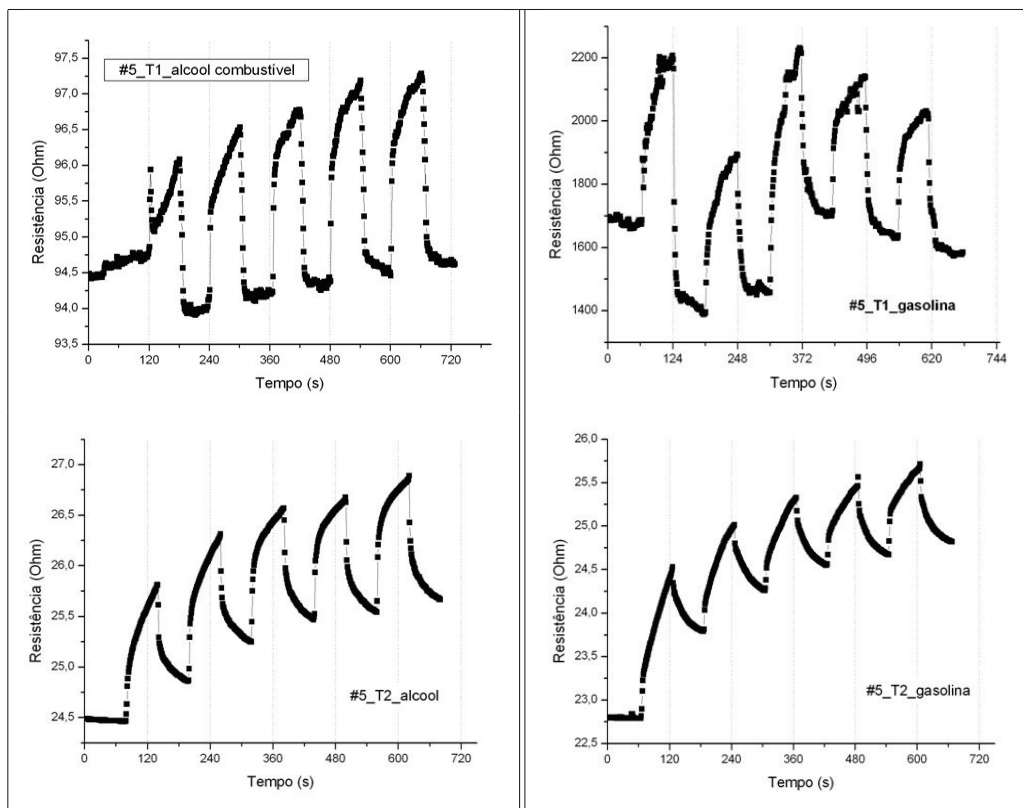 #5_T1_alcool combustível
Resistência (Ohm)
97,5
97,0
96,5
96,0
95,5
95,0
94,5
94,0
93,5
0 120 240 360 480 600 720
Tempo (s)
#5_T1_gasolina
Resistência (Ohm)
2200
2000
1800
1600
1400
0 124 248 372 496 620 744
Tempo (s)
#5_T2_alcool
Resistência (Ohm)
27,0
26,5
26,0
25,5
25,0
24,5
0 120 240 360 480 600 720
Tempo (s)
#5_T2_gasolina
Resistência (Ohm)
26,0
25,5
25,0
24,5
24,0
23,5
23,0
22,5
0 120 240 360 480 600 720
Tempo (s)